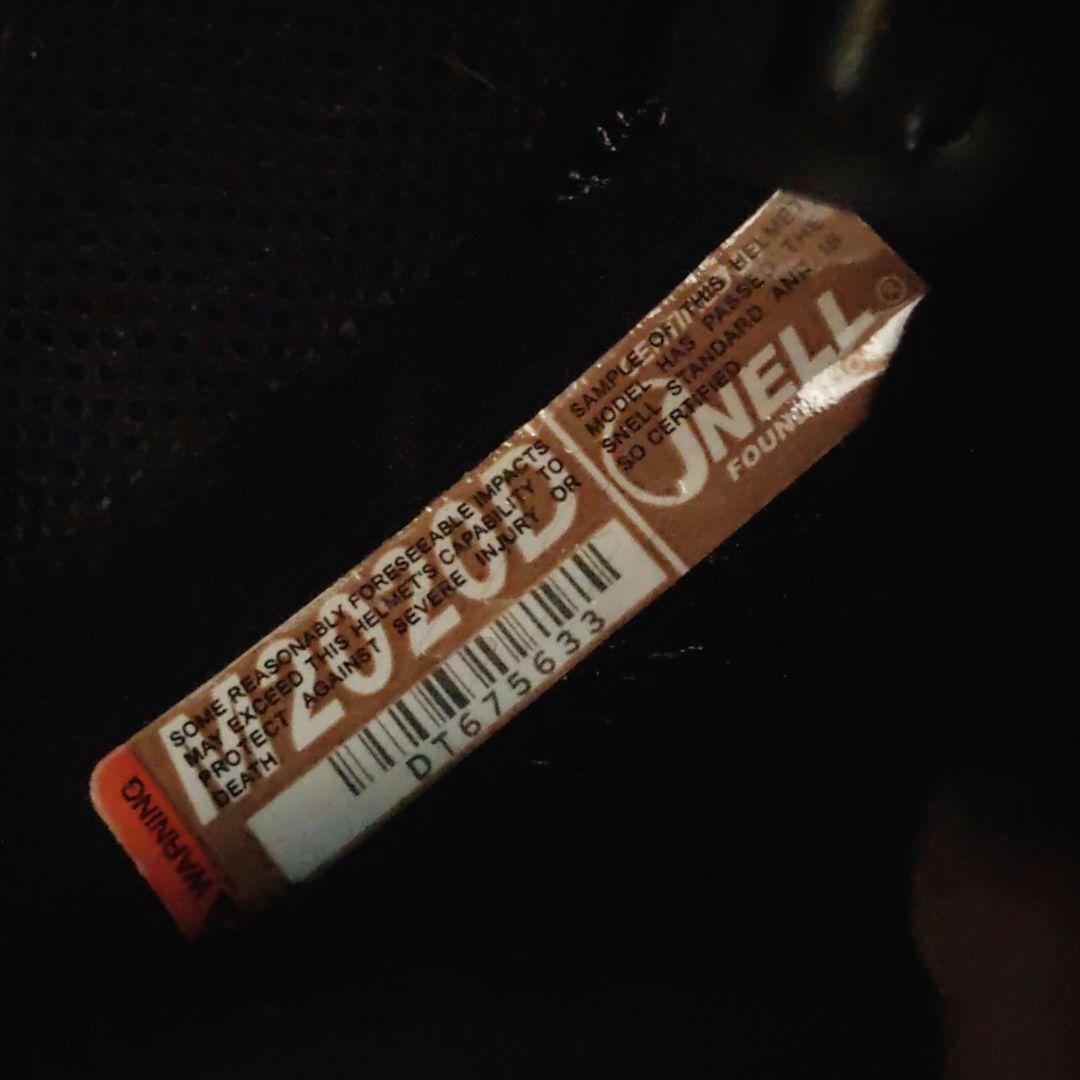 WARNING
M2020D
SOME REASONABLY FORESEEABLE IMPACTS
MAY EXCEED THIS HELMET'S CAPABILITY TO
PROTECT AGAINST SEVERE INJURY OR
DEATH
DT675633
SAMPLE OF THIS HELMET
MODEL HAS PASSED THE
SNELL STANDARD AND IS
SO CERTIFIED
SNELL ®